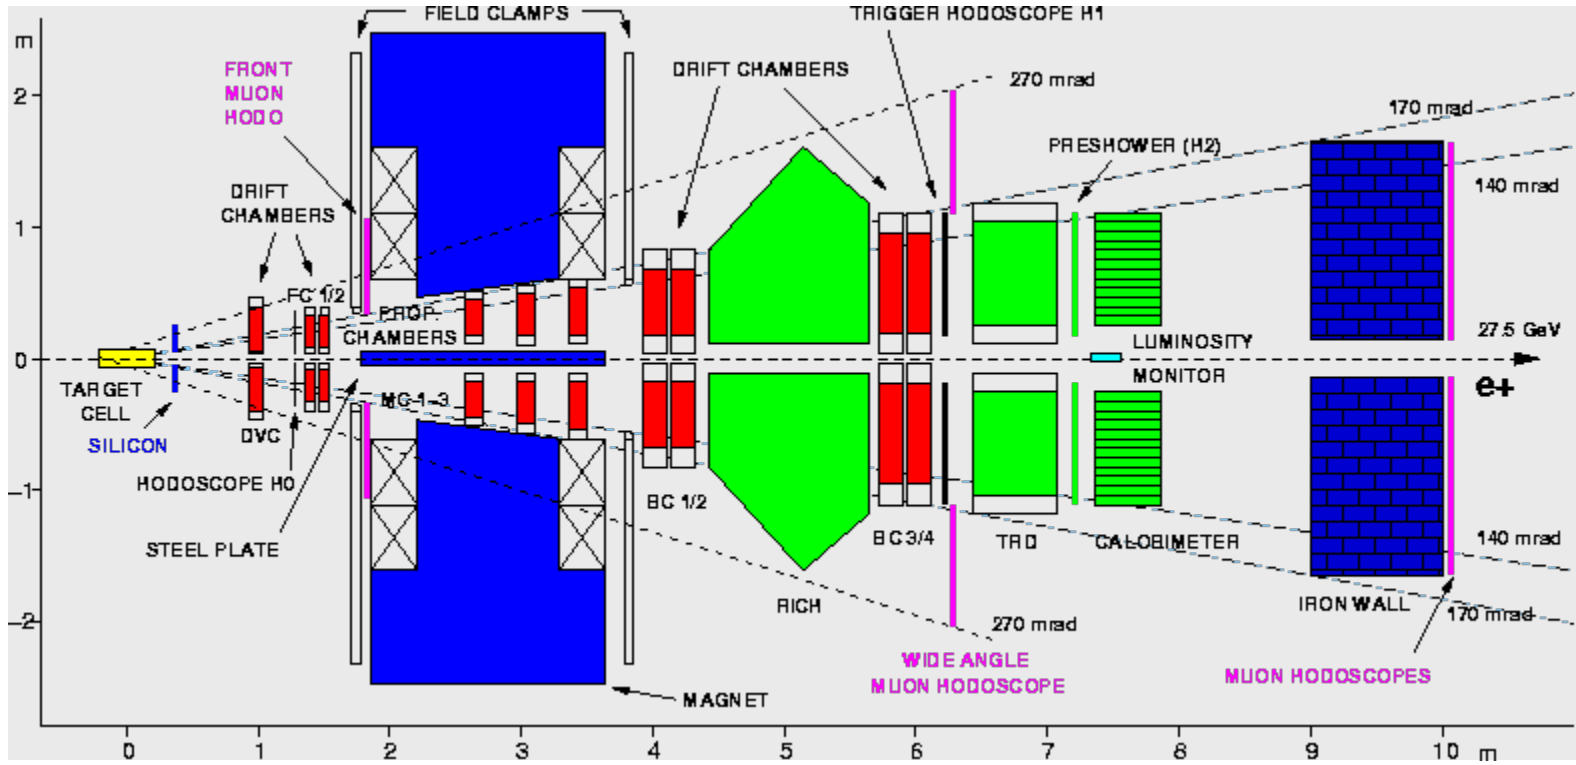 FIELD CLAMPS
TRIGGER HODOSCOPE H1
m
FRONT
MUON
HODO
DRIFT CHAMBERS
270 mrad
2
170 mrad
PRESHOWER (H2)
140 mrad
DRIFT
CHAMBERS
1
FC 1/2
PROP.
CHAMBERS
27.5 GeV
LUMINOSITY
MONITOR
0
e+
TARGET
CELL
SILICON
DVC
MC 1-3
HODOSCOPE H0
-1
BC 1/2
STEEL PLATE
BC 3/4
TRD
CALORIMETER
140 mrad
RICH
IRON WALL
170 mrad
-2
270 mrad
WIDE ANGLE
MUON HODOSCOPE
MUON HODOSCOPES
MAGNET
0 1 2 3 4 5 6 7 8 9 10 m